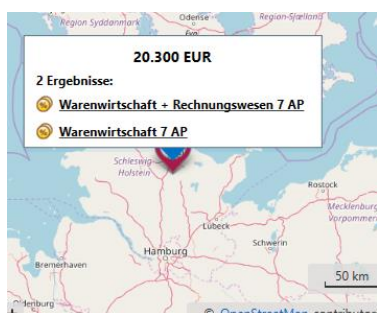 Region Syddanmark
Odense
Region Sjælland
20.300 EUR
2 Ergebnisse:
Warenwirtschaft + Rechnungswesen 7 AP
Warenwirtschaft 7 AP
Schleswig-
Holstein
Rostock
Mecklenburg-
Vorpommern
Lübeck
Schwerin
Hamburg
Bremerhaven
50 km
© OpenStreetMap contributor